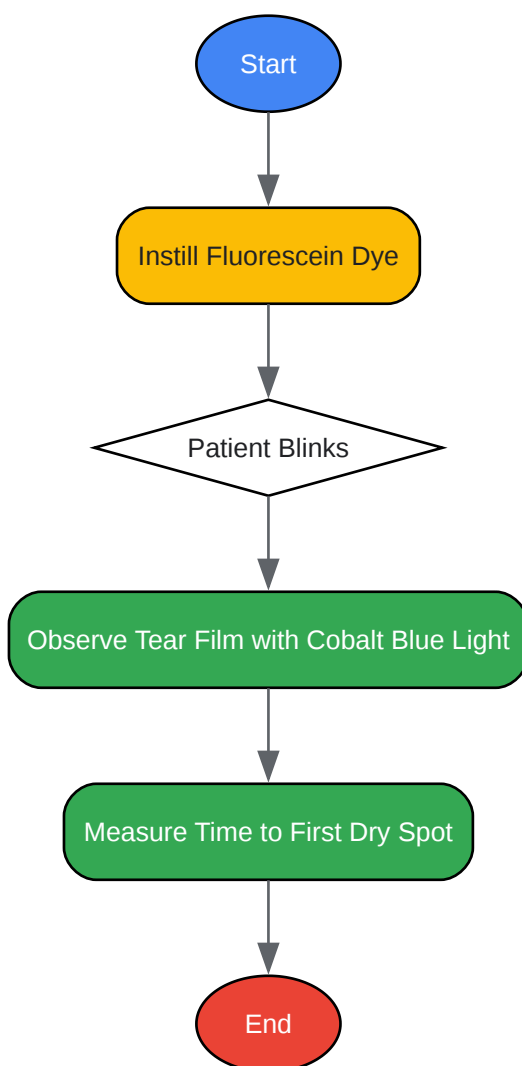 Start
Instill Fluorescein Dye
Patient Blinks
Observe Tear Film with Cobalt Blue Light
Measure Time to First Dry Spot
End